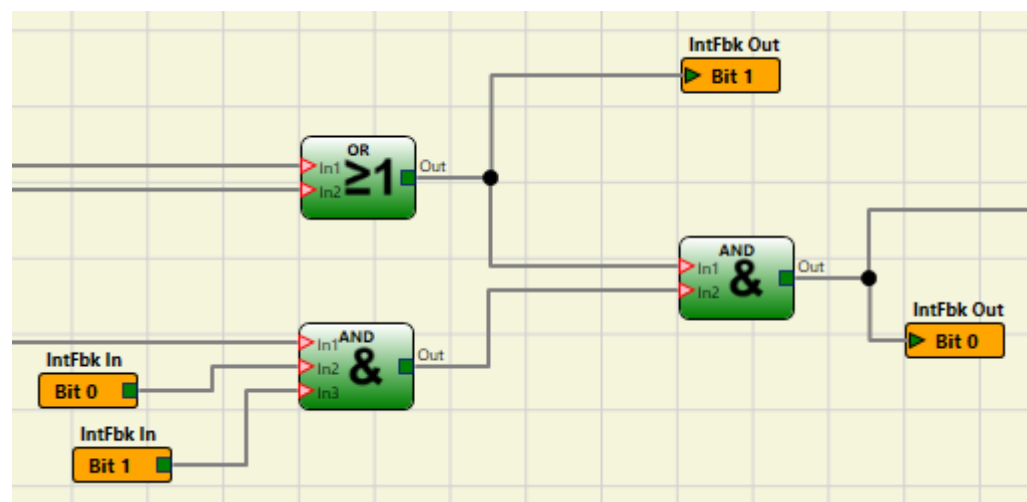 IntFbk Out
Bit 1
OR
In1
≥1
Out
In2
AND
In1
&
Out
In2
IntFbk Out
Bit 0
AND
In1
IntFbk In
Bit 0
In2
&
Out
In3
IntFbk In
Bit 1